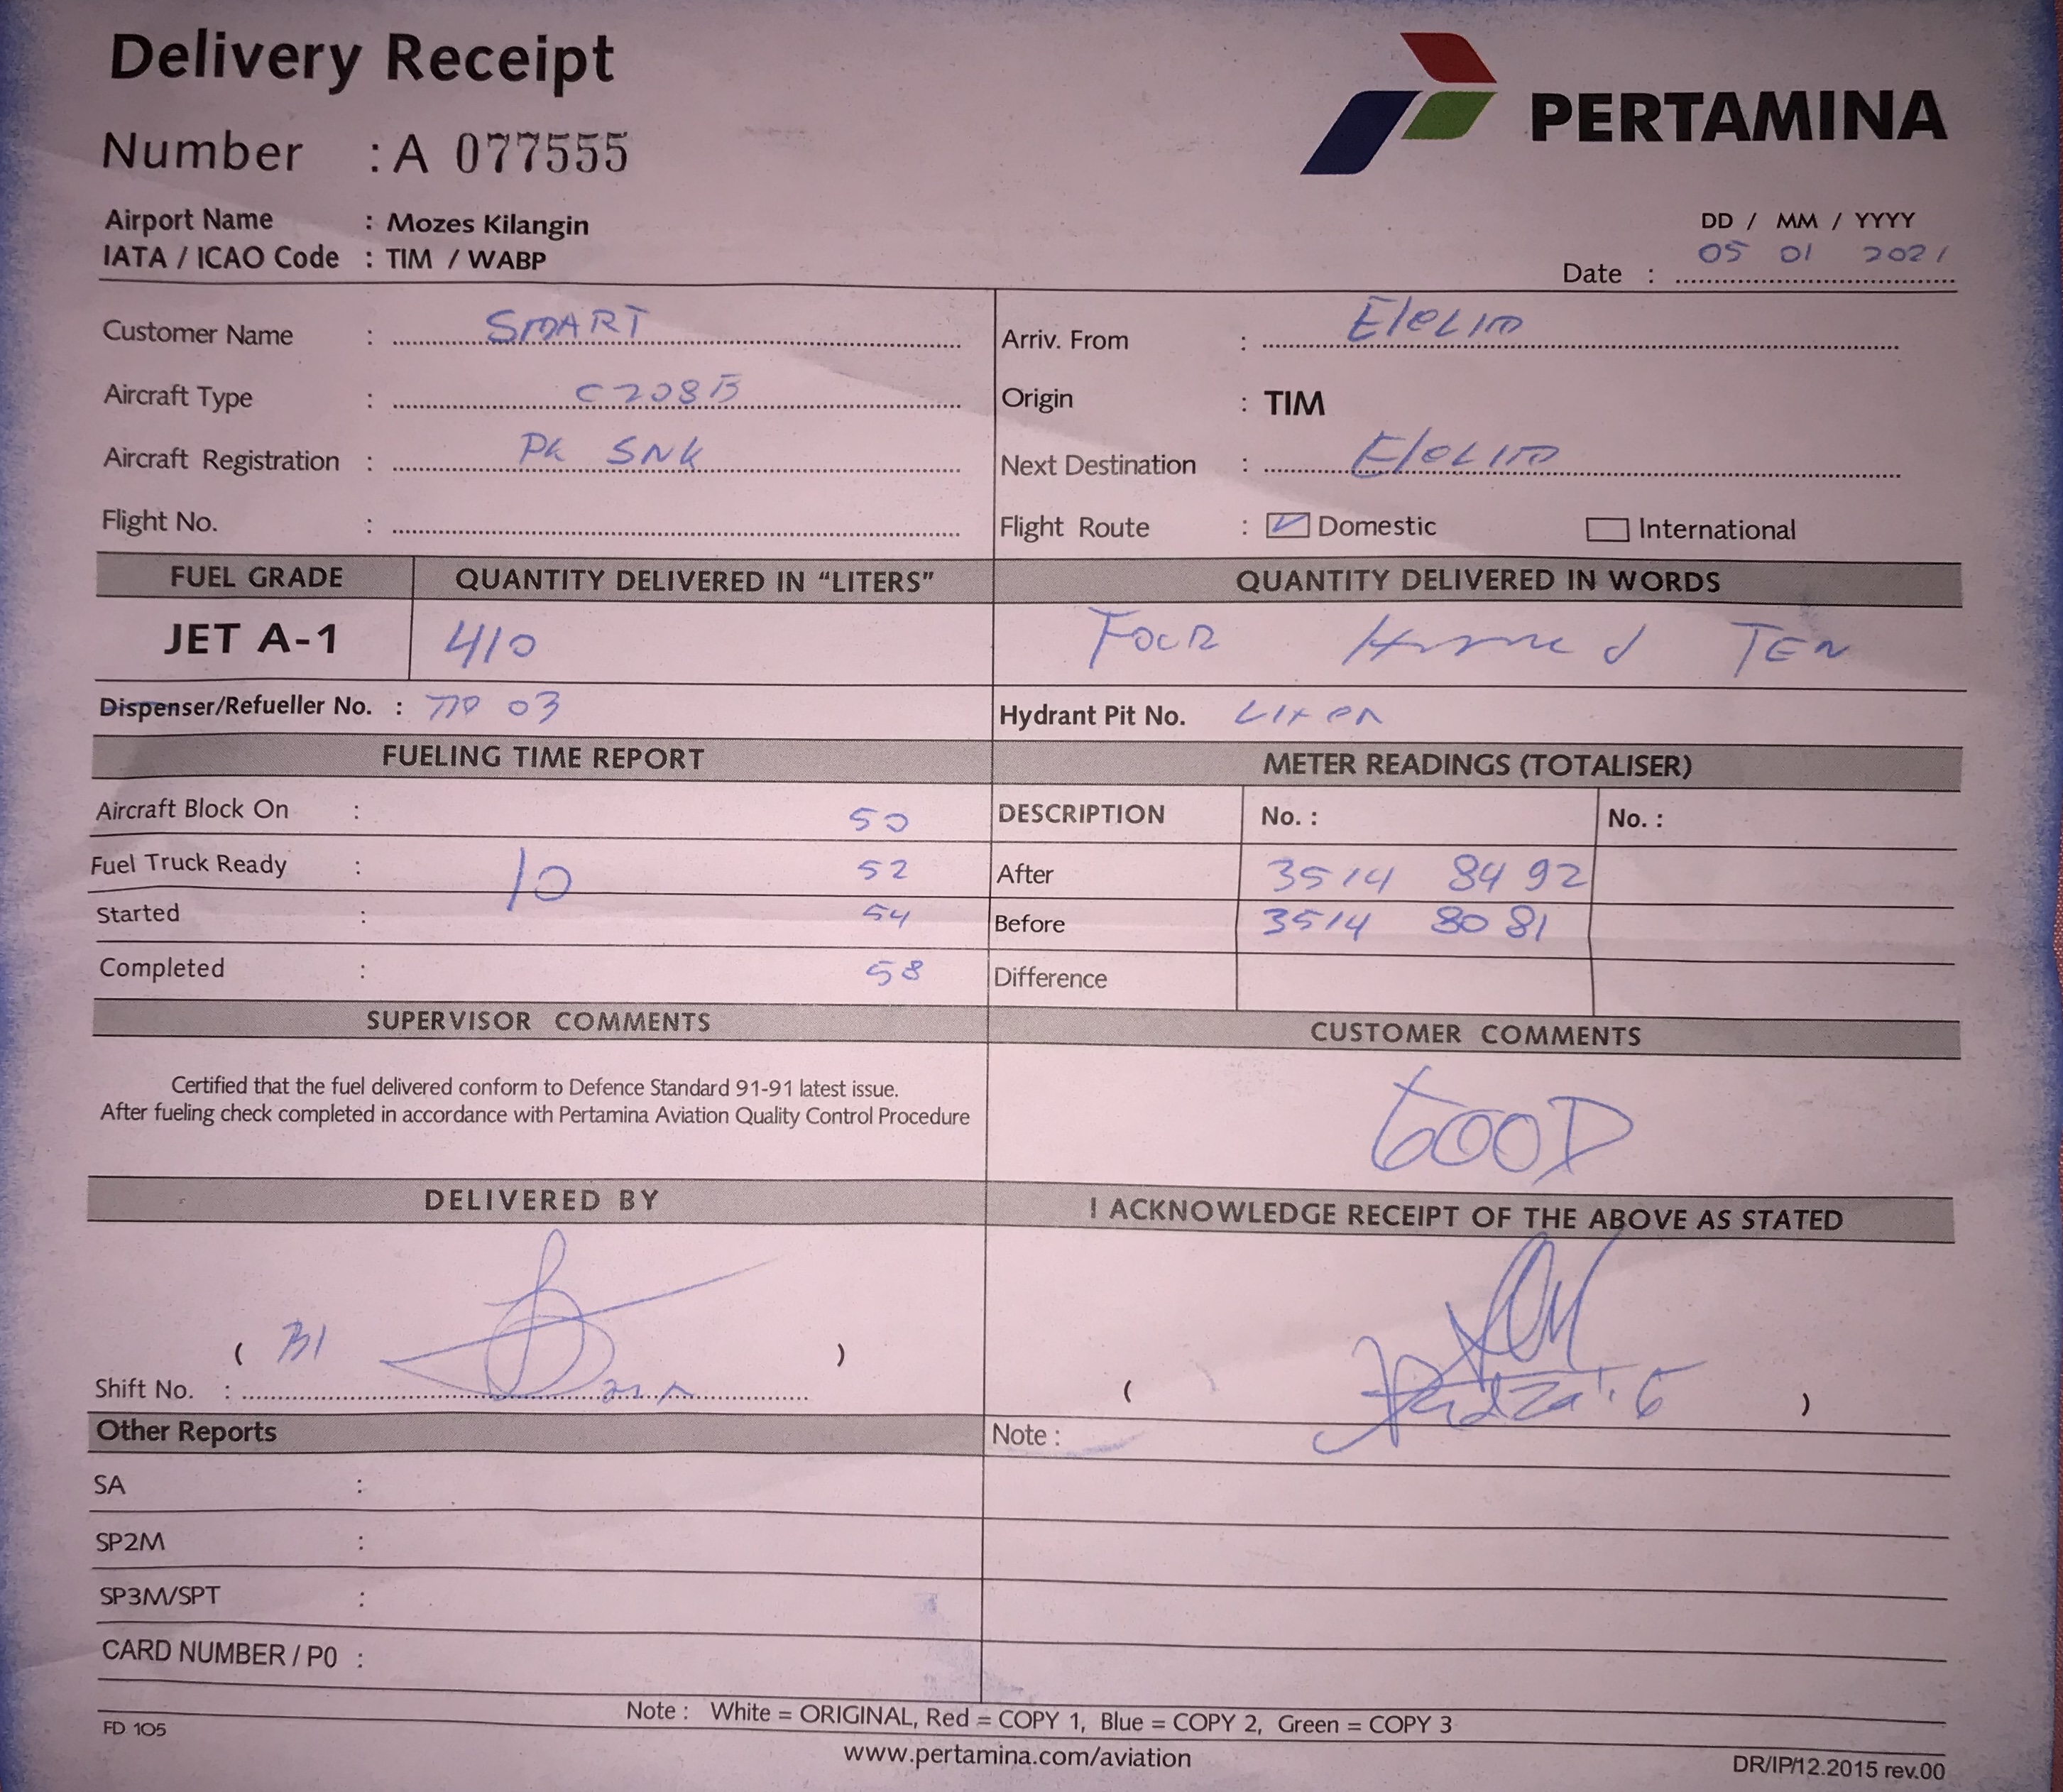 Delivery Receipt
PERTAMINA
Number : A 077555
Airport Name : Mozes Kilangin
IATA / ICAO Code : TIM / WABP
DD / MM / YYYY
Date : 05 01 2021
Customer Name : SMART
Arriv. From : Elelim
Aircraft Type : C208B
Origin : TIM
Aircraft Registration : PK SNK
Next Destination : Elelim
Flight No. :
Flight Route : Domestic International
FUEL GRADE QUANTITY DELIVERED IN “LITERS” QUANTITY DELIVERED IN WORDS
JET A-1 410 Four Hundred TEN
Dispenser/Refueller No. : 03
Hydrant Pit No.
FUELING TIME REPORT METER READINGS (TOTALISER)
Aircraft Block On : 50
DESCRIPTION No. : No. :
Fuel Truck Ready : 10 52
After 3514 84 92
Started : 54
Before 3514 80 81
Completed : 58
Difference
SUPERVISOR COMMENTS CUSTOMER COMMENTS
Certified that the fuel delivered conform to Defence Standard 91-91 latest issue.
After fueling check completed in accordance with Pertamina Aviation Quality Control Procedure
GOOD
DELIVERED BY I ACKNOWLEDGE RECEIPT OF THE ABOVE AS STATED
( )
( )
Shift No. :
Other Reports Note :
SA :
SP2M :
SP3M/SPT :
CARD NUMBER / P0 :
Note : White = ORIGINAL, Red = COPY 1, Blue = COPY 2, Green = COPY 3
FD 105
www.pertamina.com/aviation
DR/IP/12.2015 rev.00